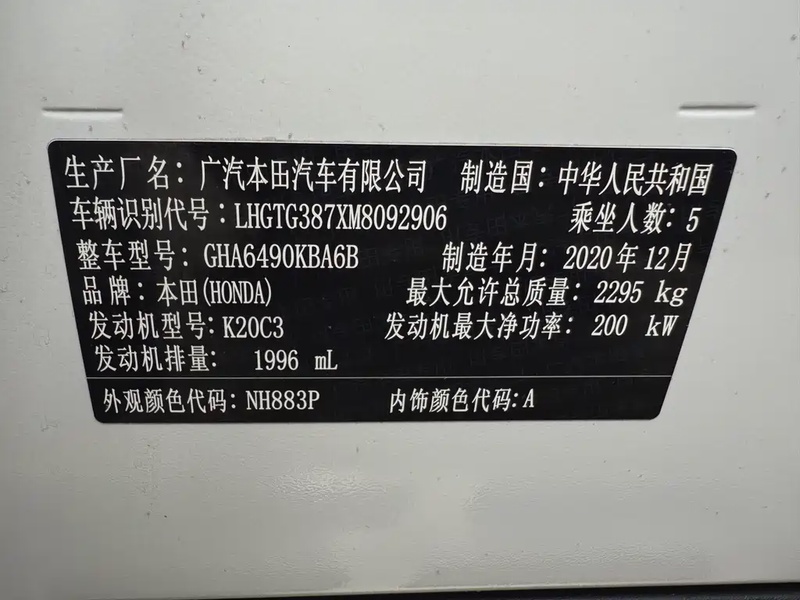 生产厂名：广汽本田汽车有限公司 制造国：中华人民共和国
车辆识别代号：LHGTG387XM8092906 乘坐人数：5
整车型号：GHA6490KBA6B 制造年月：2020年12月
品牌：本田(HONDA) 最大允许总质量：2295 kg
发动机型号：K20C3 发动机最大净功率：200 kW
发动机排量： 1996 mL
外观颜色代码：NH883P 内饰颜色代码：A